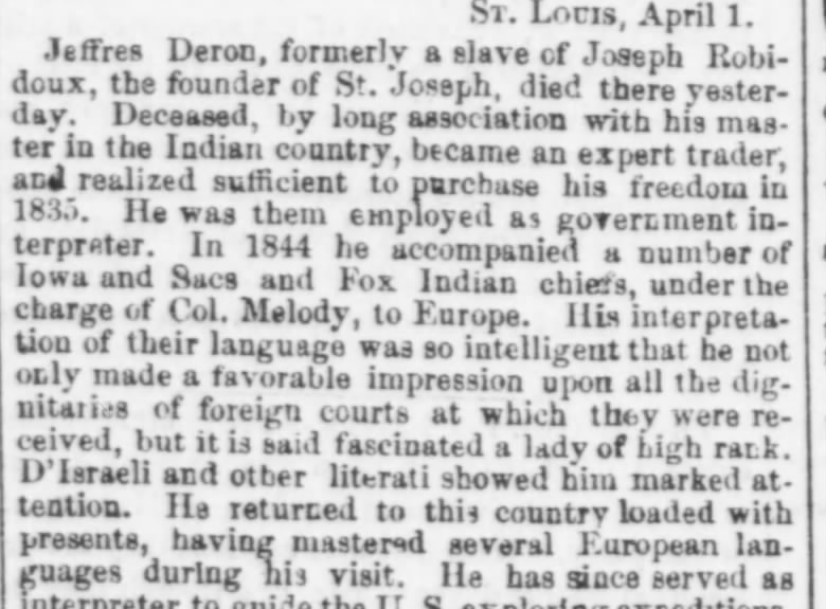 ST. LOUIS, April 1.
Jeffres Deron, formerly a slave of Joseph Robi-
doux, the founder of St. Joseph, died there yester-
day. Deceased, by long association with his mas-
ter in the Indian country, became an expert trader,
and realized sufficient to purchase his freedom in
1835. He was them employed as government in-
terpreter. In 1844 he accompanied a number of
Iowa and Sacs and Fox Indian chiefs, under the
charge of Col. Melody, to Europe. His interpreta-
tion of their language was so intelligent that he not
only made a favorable impression upon all the dig-
nitaries of foreign courts at which they were re-
ceived, but it is said fascinated a lady of high rank.
D'Israeli and other literati showed him marked at-
tention. He returned to this country loaded with
presents, having mastered several European lan-
guages during his visit. He has since served as
interpreter to guide the U. S. exploring expeditions